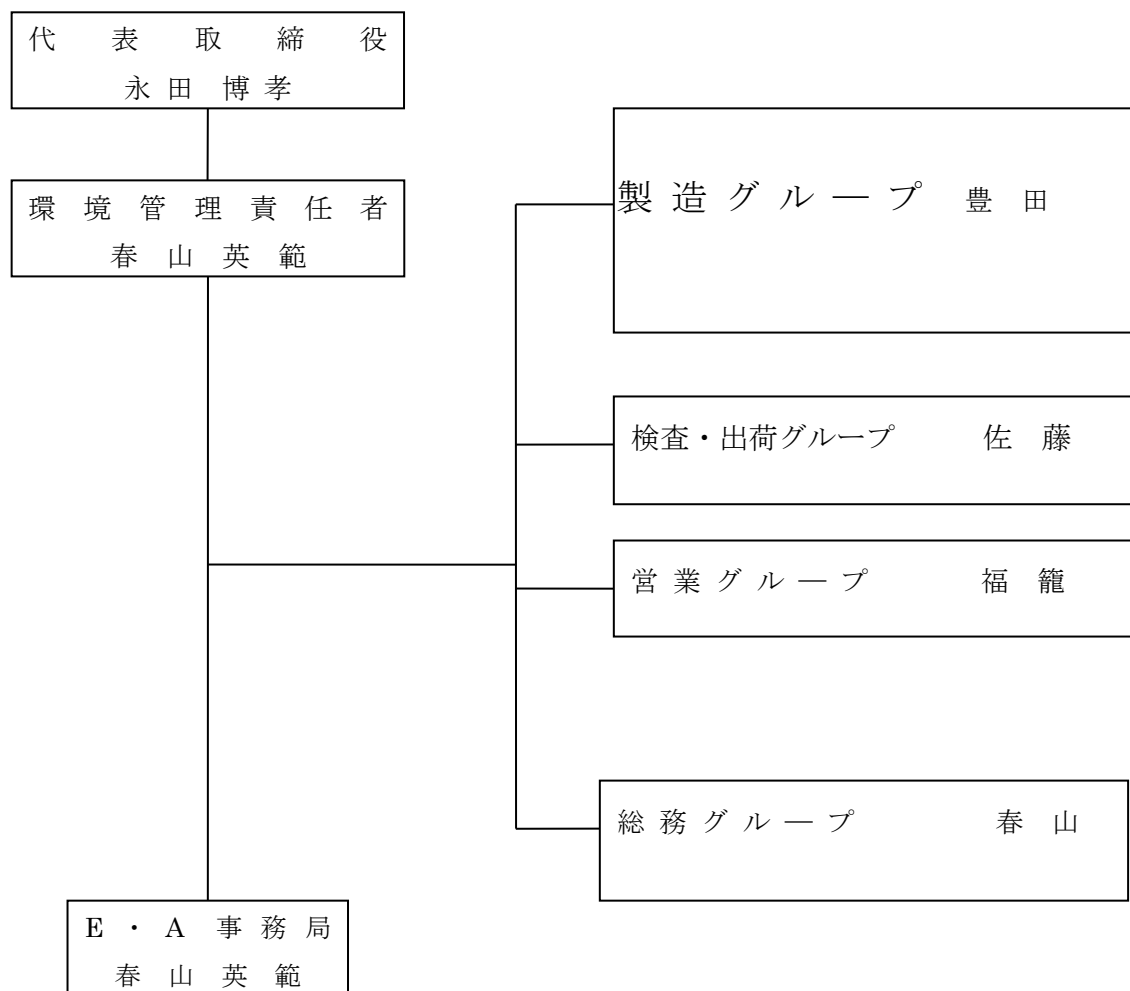 代表取締役
永田 博孝
環境管理責任者
春山英範
製造グループ 豊田
検査・出荷グループ 佐藤
営業グループ 福籠
総務グループ 春山
E・A 事務局
春山英範